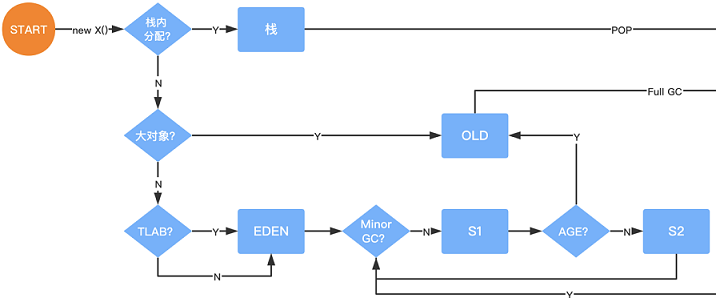 START
new X()
栈内
分配?
Y
栈
POP
N
Full GC
大对象?
Y
OLD
Y
N
TLAB?
Y
EDEN
Minor
GC?
N
S1
AGE?
N
S2
N
Y